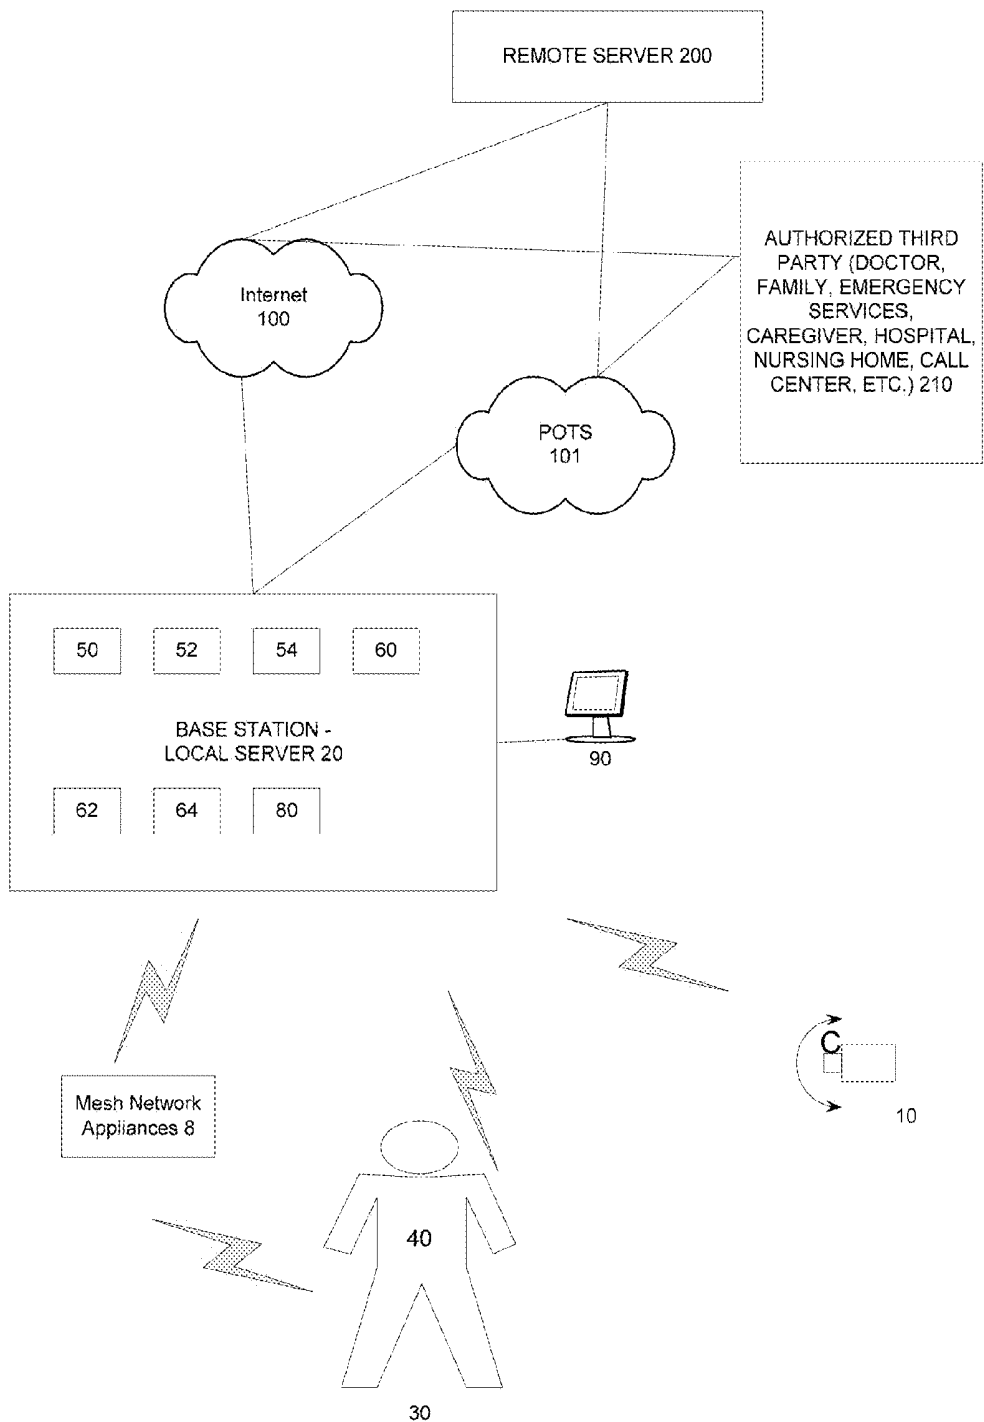 REMOTE SERVER 200
AUTHORIZED THIRD
PARTY (DOCTOR,
FAMILY, EMERGENCY
SERVICES,
CAREGIVER, HOSPITAL,
NURSING HOME, CALL
CENTER, ETC.) 210
Internet
100
POTS
101
50
52
54
60
BASE STATION -
LOCAL SERVER 20
90
62
64
80
C
10
Mesh Network
Appliances 8
40
30